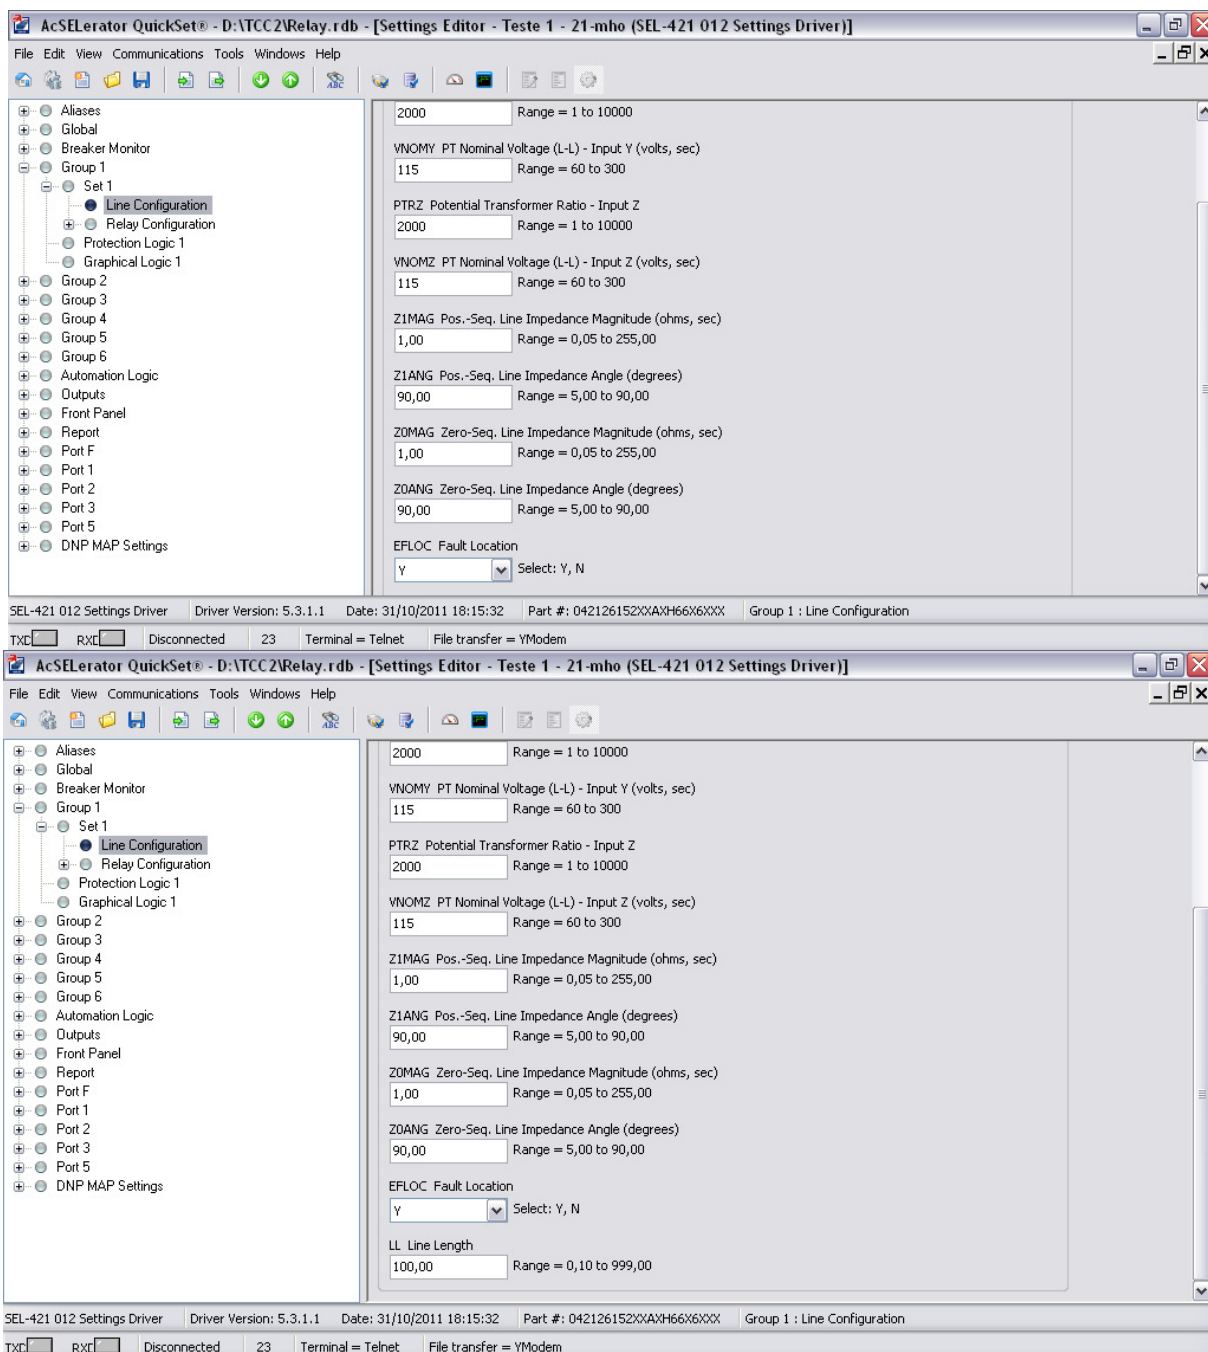 AcSELerator QuickSet® - D:\TCC2\Relay.rdb - [Settings Editor - Teste 1 - 21-mho (SEL-421 012 Settings Driver)]
File Edit View Communications Tools Windows Help
ABC
Aliases
Global
Breaker Monitor
Group 1
Set 1
Line Configuration
Relay Configuration
Protection Logic 1
Graphical Logic 1
Group 2
Group 3
Group 4
Group 5
Group 6
Automation Logic
Outputs
Front Panel
Report
Port F
Port 1
Port 2
Port 3
Port 5
DNP MAP Settings
2000 Range = 1 to 10000
VNOMY PT Nominal Voltage (L-L) - Input Y (volts, sec)
115 Range = 60 to 300
PTRZ Potential Transformer Ratio - Input Z
2000 Range = 1 to 10000
VNOMZ PT Nominal Voltage (L-L) - Input Z (volts, sec)
115 Range = 60 to 300
Z1MAG Pos.-Seq. Line Impedance Magnitude (ohms, sec)
1,00 Range = 0,05 to 255,00
Z1ANG Pos.-Seq. Line Impedance Angle (degrees)
90,00 Range = 5,00 to 90,00
Z0MAG Zero-Seq. Line Impedance Magnitude (ohms, sec)
1,00 Range = 0,05 to 255,00
Z0ANG Zero-Seq. Line Impedance Angle (degrees)
90,00 Range = 5,00 to 90,00
EFLOC Fault Location
Y Select: Y, N
SEL-421 012 Settings Driver Driver Version: 5.3.1.1 Date: 31/10/2011 18:15:32 Part #: 042126152XXAXH66X6XXX Group 1 : Line Configuration
TXD RXD Disconnected 23 Terminal = Telnet File transfer = YModem
AcSELerator QuickSet® - D:\TCC2\Relay.rdb - [Settings Editor - Teste 1 - 21-mho (SEL-421 012 Settings Driver)]
File Edit View Communications Tools Windows Help
ABC
Aliases
Global
Breaker Monitor
Group 1
Set 1
Line Configuration
Relay Configuration
Protection Logic 1
Graphical Logic 1
Group 2
Group 3
Group 4
Group 5
Group 6
Automation Logic
Outputs
Front Panel
Report
Port F
Port 1
Port 2
Port 3
Port 5
DNP MAP Settings
2000 Range = 1 to 10000
VNOMY PT Nominal Voltage (L-L) - Input Y (volts, sec)
115 Range = 60 to 300
PTRZ Potential Transformer Ratio - Input Z
2000 Range = 1 to 10000
VNOMZ PT Nominal Voltage (L-L) - Input Z (volts, sec)
115 Range = 60 to 300
Z1MAG Pos.-Seq. Line Impedance Magnitude (ohms, sec)
1,00 Range = 0,05 to 255,00
Z1ANG Pos.-Seq. Line Impedance Angle (degrees)
90,00 Range = 5,00 to 90,00
Z0MAG Zero-Seq. Line Impedance Magnitude (ohms, sec)
1,00 Range = 0,05 to 255,00
Z0ANG Zero-Seq. Line Impedance Angle (degrees)
90,00 Range = 5,00 to 90,00
EFLOC Fault Location
Y Select: Y, N
LL Line Length
100,00 Range = 0,10 to 999,00
SEL-421 012 Settings Driver Driver Version: 5.3.1.1 Date: 31/10/2011 18:15:32 Part #: 042126152XXAXH66X6XXX Group 1 : Line Configuration
TXD RXD Disconnected 23 Terminal = Telnet File transfer = YModem